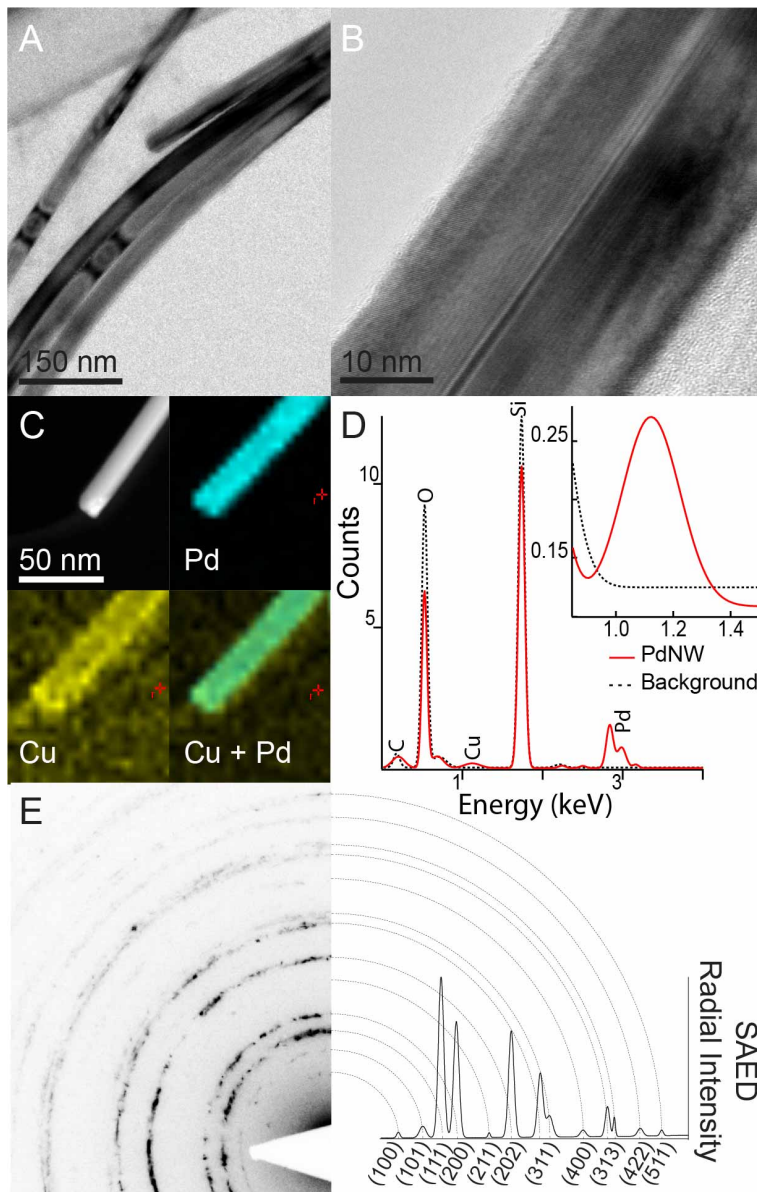 A
150 nm
B
10 nm
C
50 nm
Pd
Cu
Cu + Pd
D
Counts
10
5
C
O
Cu
Si
Pd
1
3
Energy (keV)
0.25
0.15
1.0
1.2
1.4
PdNW
Background
E
SAED
Radial Intensity
(100)
(101)
(111)
(200)
(211)
(202)
(311)
(400)
(313)
(422)
(511)